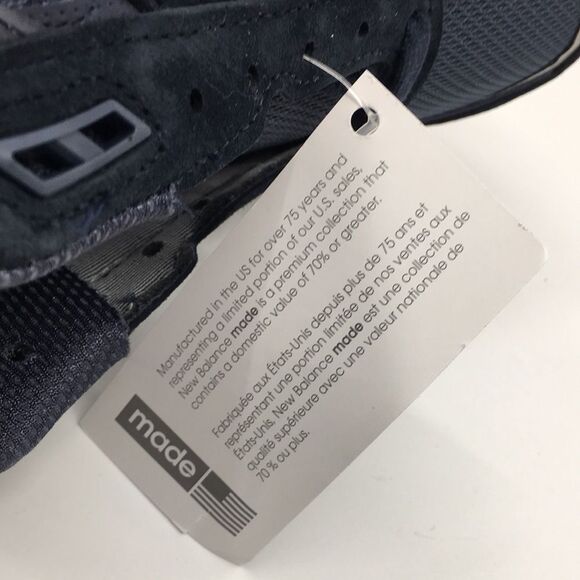 Manufactured in the US for over 75 years and
representing a limited portion of our U.S. sales,
New Balance made is a premium collection that
contains a domestic value of 70% or greater.
Fabriquée aux États-Unis depuis plus de 75 ans et
représentant une portion limitée de nos ventes aux
États-Unis, New Balance made est une collection de
qualité supérieure avec une valeur nationale de
70 % ou plus.
made